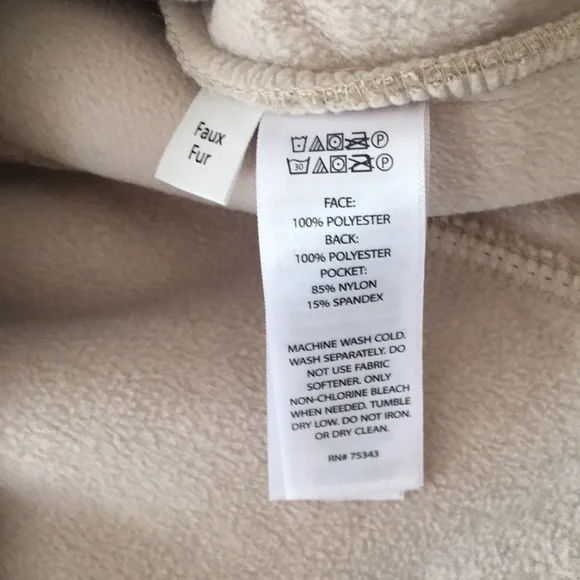 Faux
Fur
30
P
P
FACE:
100% POLYESTER
BACK:
100% POLYESTER
POCKET:
85% NYLON
15% SPANDEX
MACHINE WASH COLD.
WASH SEPARATELY. DO
NOT USE FABRIC
SOFTENER. ONLY
NON-CHLORINE BLEACH
WHEN NEEDED. TUMBLE
DRY LOW. DO NOT IRON.
OR DRY CLEAN.
RN# 75343